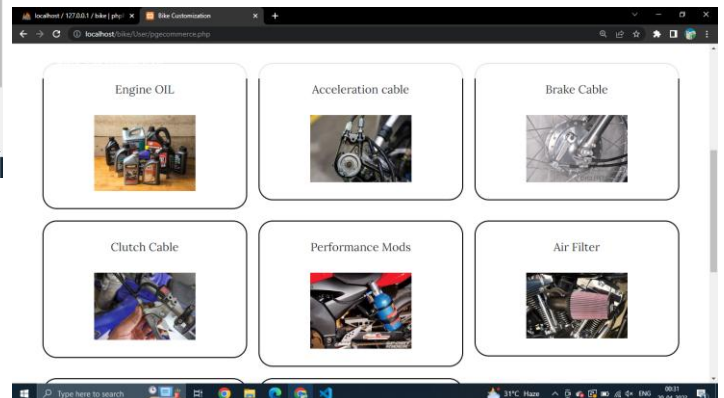 localhost / 127.0.0.1 / bike | php
Bike Customization
localhost/bike/User/pgecommerce.php
Engine OIL
Acceleration cable
Brake Cable
Clutch Cable
Performance Mods
Air Filter
Type here to search
31°C Haze
ENG
00:31